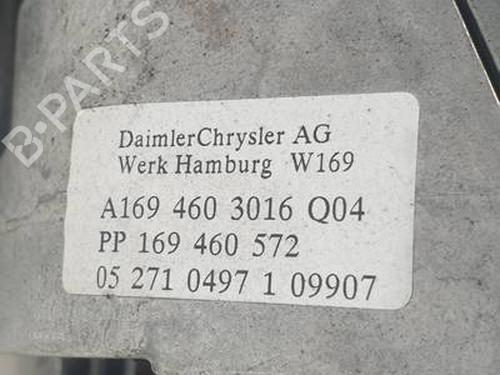 B-PARTS
DaimlerChrysler AG
Werk Hamburg W169
A169 460 3016 Q04
PP 169 460 572
05 271 0497 1 09907